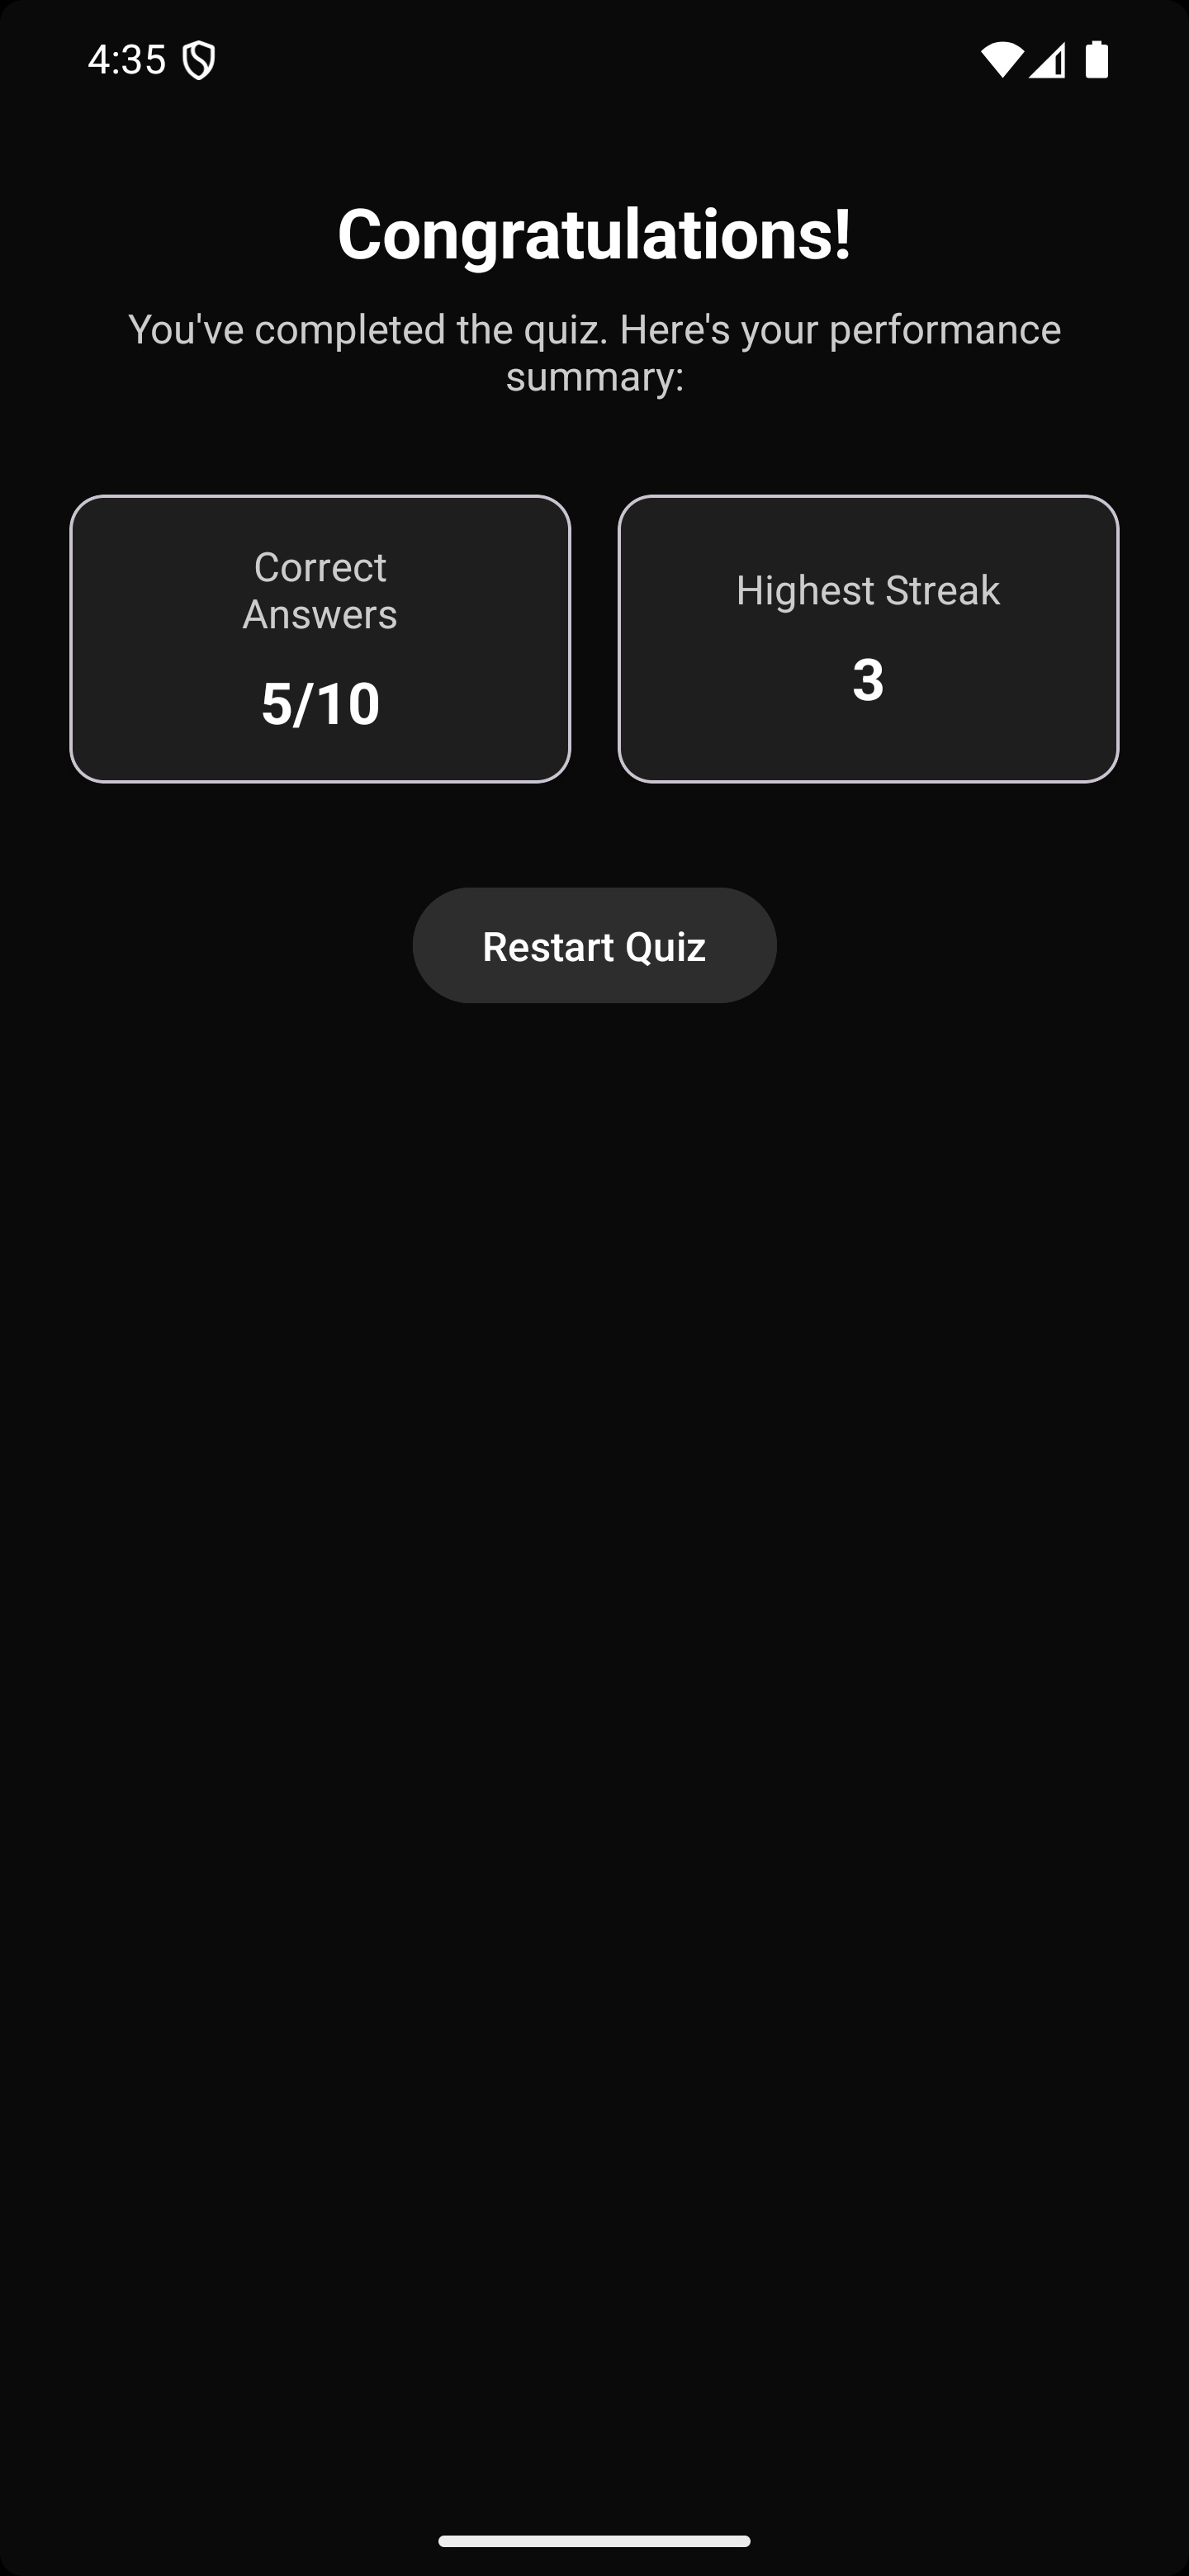 4:35
Congratulations!
You've completed the quiz. Here's your performance
summary:
Correct
Answers
5/10
Highest Streak
3
Restart Quiz